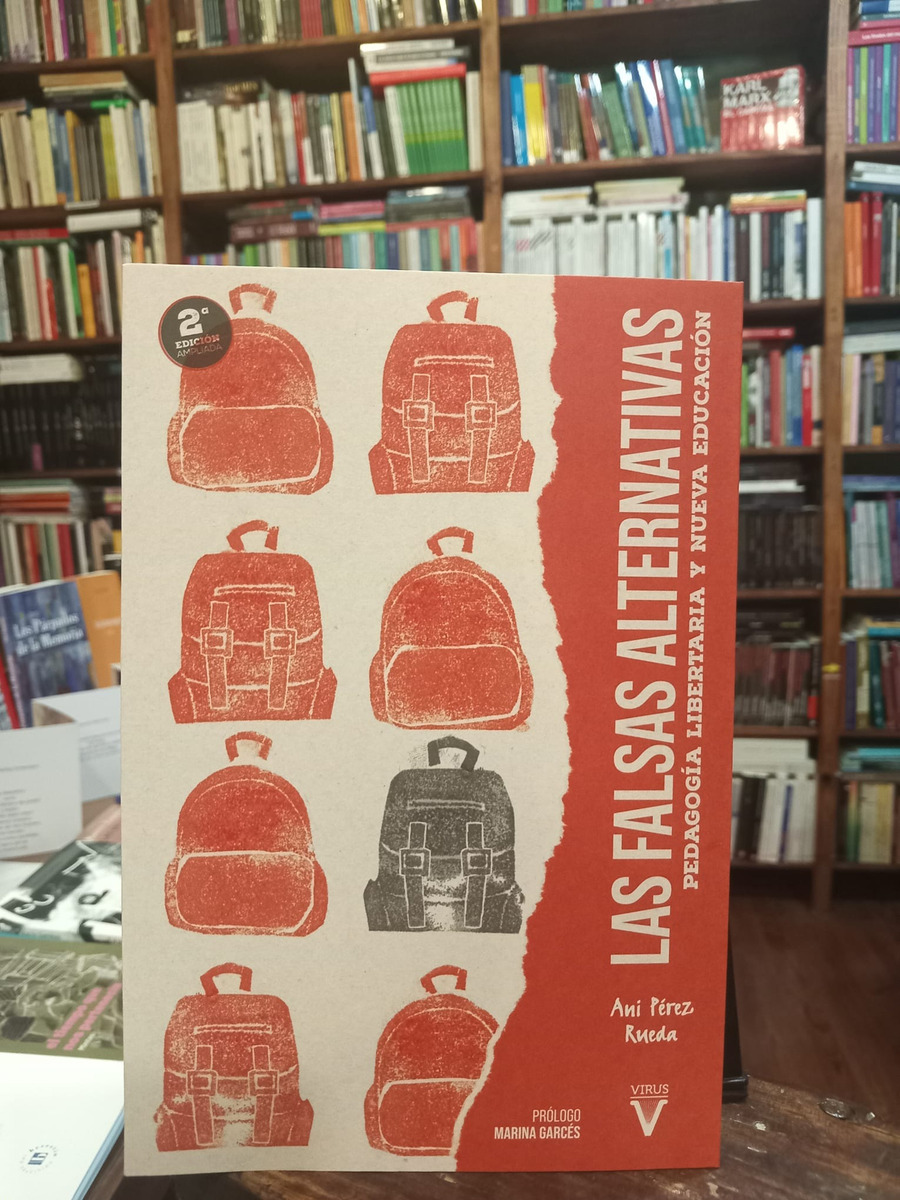 KARL
MARX
2ª
EDICIÓN
AMPLIADA
LAS FALSAS ALTERNATIVAS
PEDAGOGÍA LIBERTARIA Y NUEVA EDUCACIÓN
Ani Pérez
Rueda
PRÓLOGO
MARINA GARCÉS
VIRUS
Los Párpados
de la Memoria